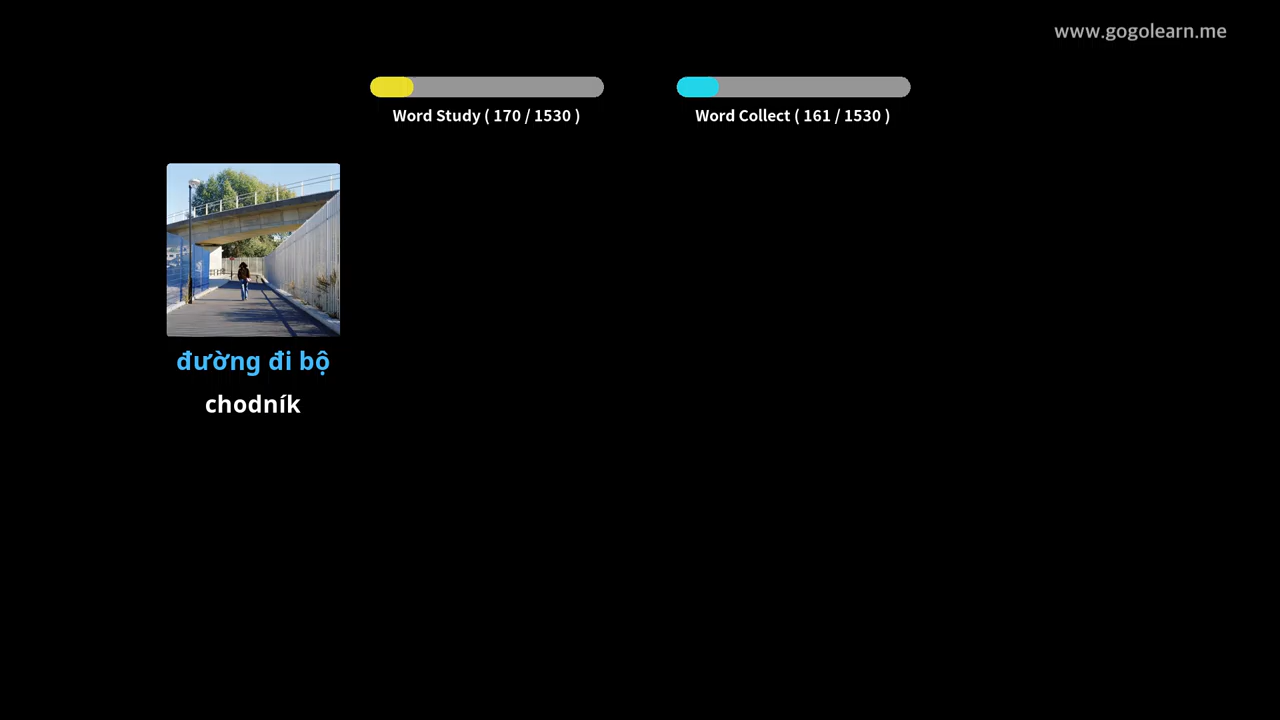 www.gogolearn.me
Word Study ( 170 / 1530 )
Word Collect ( 161 / 1530 )
đường đi bộ
chodník